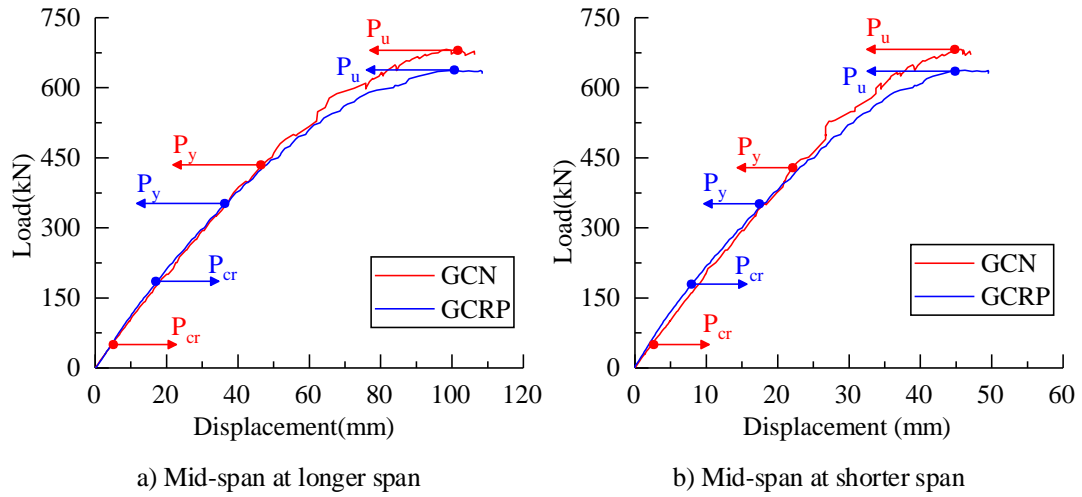 750
600
450
300
150
0
Load(kN)
P_u
P_u
P_y
P_y
P_cr
P_cr
GCN
GCRP
0 20 40 60 80 100 120
Displacement(mm)
a) Mid-span at longer span
750
600
450
300
150
0
Load(kN)
P_u
P_u
P_y
P_y
P_cr
P_cr
GCN
GCRP
0 10 20 30 40 50 60
Displacement (mm)
b) Mid-span at shorter span